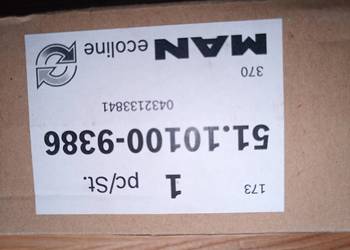 173
1 pc/St.
51.10100-9386
0432133841
370
MAN ecoline